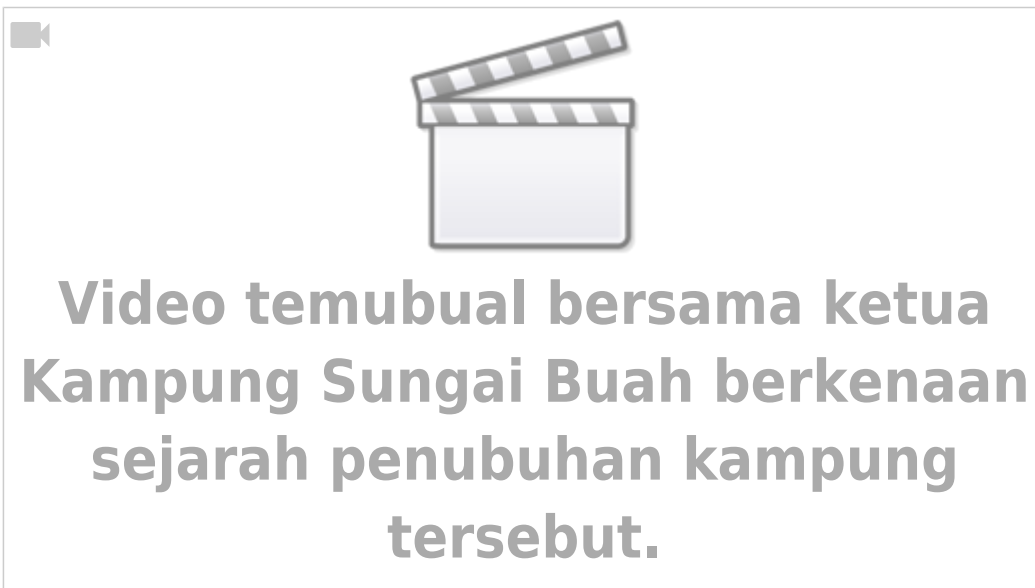 Video temubual bersama ketua
Kampung Sungai Buah berkenaan
sejarah penubuhan kampung
tersebut.